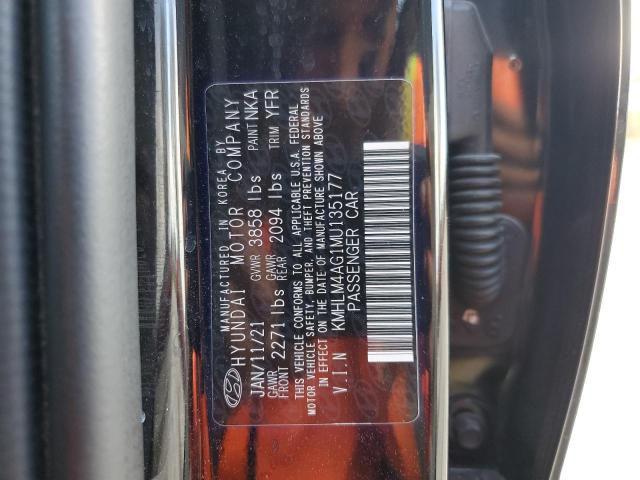 MANUFACTURED IN KOREA BY
HYUNDAI MOTOR COMPANY
JAN/11/21 GVWR 3858 lbs PAINT NKA
GAWR FRONT 2271 lbs GAWR REAR 2094 lbs TRIM YFR
THIS VEHICLE CONFORMS TO ALL APPLICABLE U.S.A. FEDERAL
MOTOR VEHICLE SAFETY, BUMPER, AND THEFT PREVENTION STANDARDS
IN EFFECT ON THE DATE OF MANUFACTURE SHOWN ABOVE
V.I.N KMHLM4AG1MU135177
PASSENGER CAR